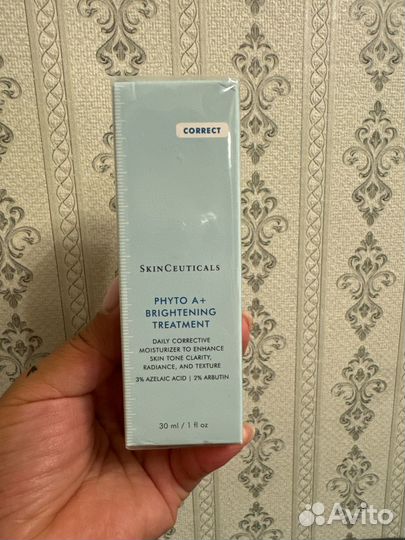 CORRECT
SKINCEUTICALS
PHYTO A+
BRIGHTENING
TREATMENT
DAILY CORRECTIVE
MOISTURIZER TO ENHANCE
SKIN TONE CLARITY,
RADIANCE, AND TEXTURE
3% AZELAIC ACID | 2% ARBUTIN
30 ml / 1 fl oz
Avito